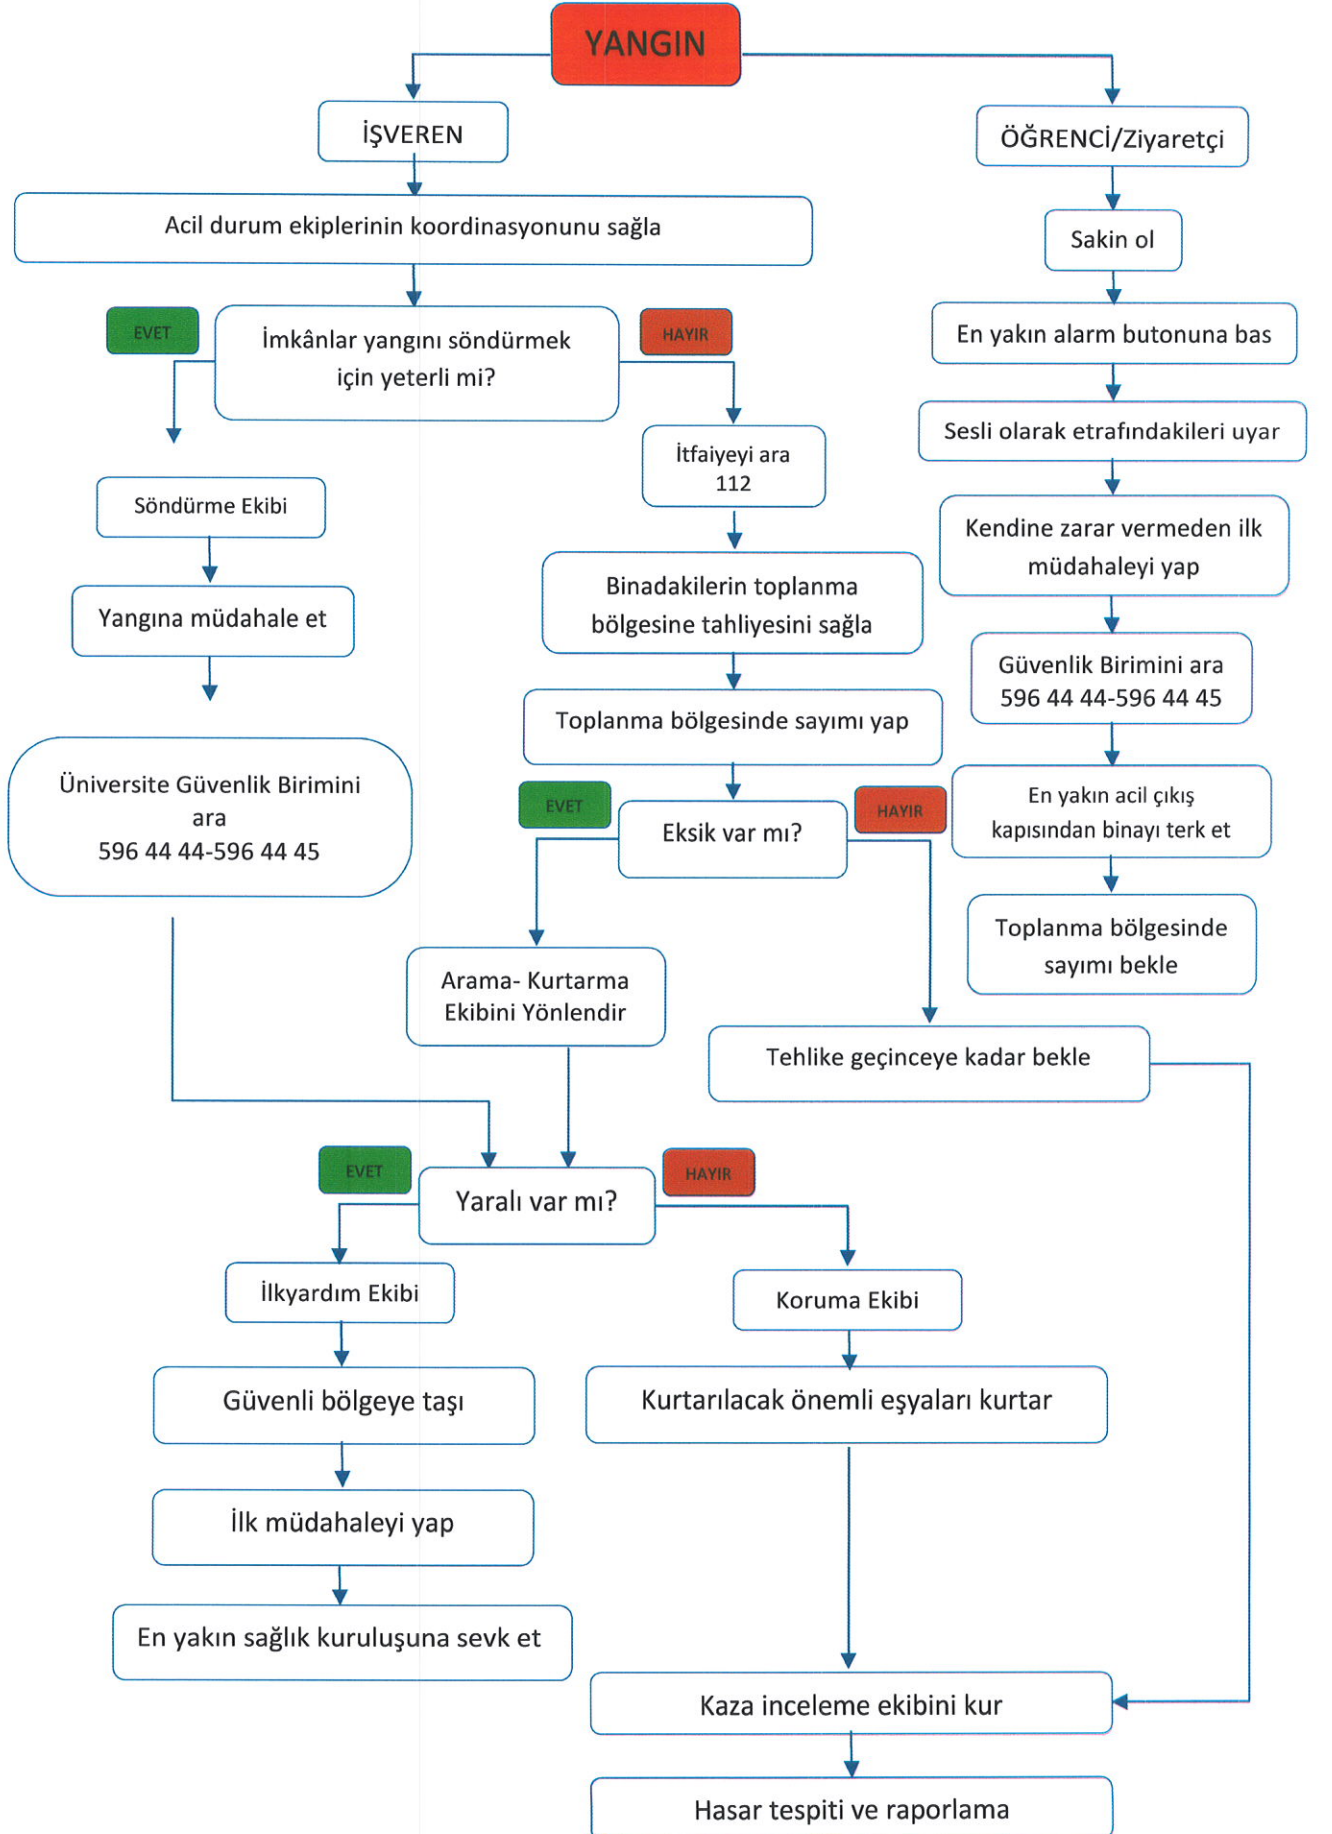 YANGIN
İŞVEREN
ÖĞRENCİ/Ziyaretçi
Acil durum ekiplerinin koordinasyonunu sağla
Sakin ol
EVET
İmkânlar yangını söndürmek
için yeterli mi?
HAYIR
En yakın alarm butonuna bas
Sesli olarak etrafındakileri uyar
İtfaiyeyi ara
112
Söndürme Ekibi
Kendine zarar vermeden ilk
müdahaleyi yap
Yangına müdahale et
Binadakilerin toplanma
bölgesine tahliyesini sağla
Güvenlik Birimini ara
596 44 44-596 44 45
Toplanma bölgesinde sayımı yap
Üniversite Güvenlik Birimini
ara
596 44 44-596 44 45
EVET
Eksik var mı?
HAYIR
En yakın acil çıkış
kapısından binayı terk et
Toplanma bölgesinde
sayımı bekle
Arama- Kurtarma
Ekibini Yönlendir
Tehlike geçinceye kadar bekle
EVET
Yaralı var mı?
HAYIR
İlkyardım Ekibi
Koruma Ekibi
Güvenli bölgeye taşı
Kurtarılacak önemli eşyaları kurtar
İlk müdahaleyi yap
En yakın sağlık kuruluşuna sevk et
Kaza inceleme ekibini kur
Hasar tespiti ve raporlama